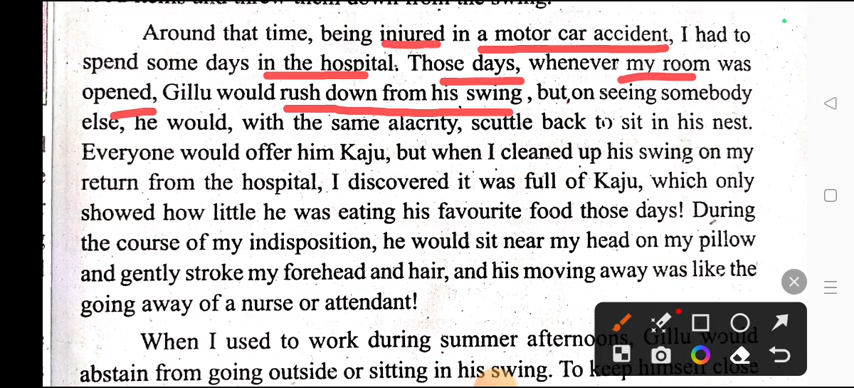 Around that time, being injured in a motor car accident, I had to
spend some days in the hospital. Those days, whenever my room was
opened, Gillu would rush down from his swing, but, on seeing somebody
else, he would, with the same alacrity, scuttle back to sit in his nest.
Everyone would offer him Kaju, but when I cleaned up his swing on my
return from the hospital, I discovered it was full of Kaju, which only
showed how little he was eating his favourite food those days! During
the course of my indisposition, he would sit near my head on my pillow
and gently stroke my forehead and hair, and his moving away was like the
going away of a nurse or attendant!
When I used to work during summer afternoons, Gillu would
abstain from going outside or sitting in his swing. To keep himself close